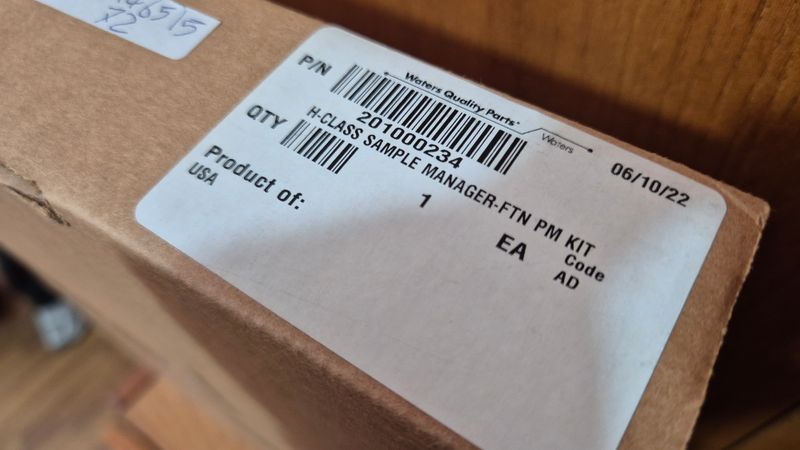 x2
Waters Quality Parts
Waters
06/10/22
P/N
201000234
H-CLASS SAMPLE MANAGER-FTN PM KIT
QTY
1
EA
Code
AD
Product of:
USA